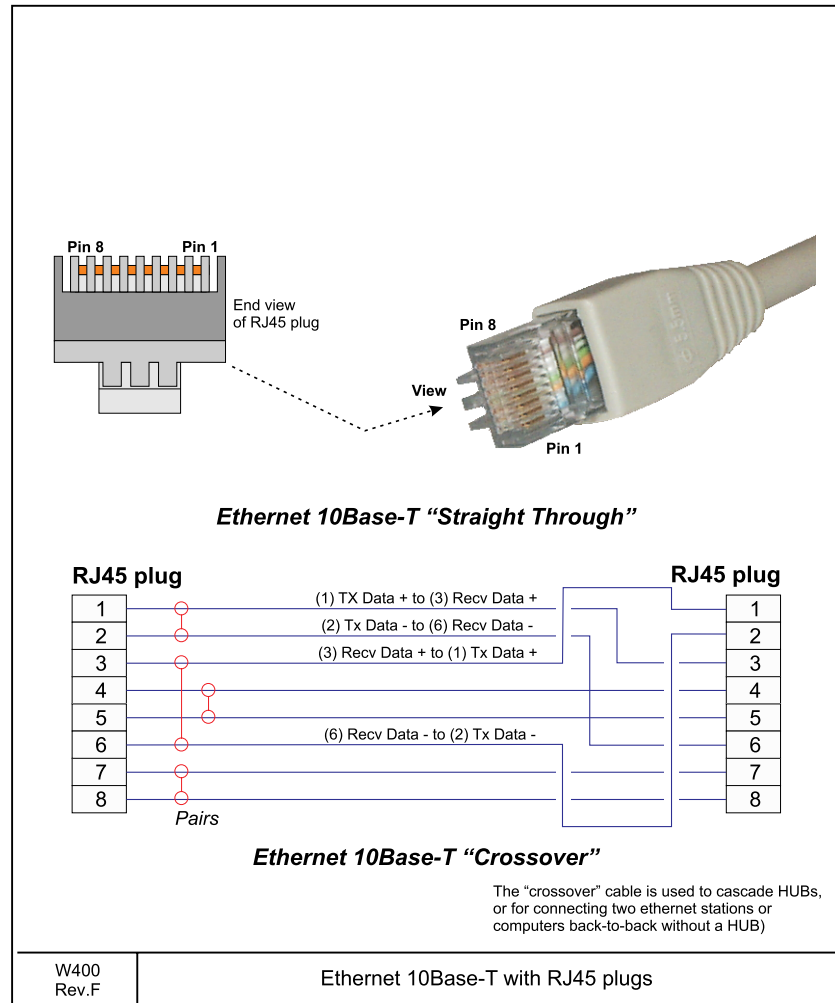 Pin 8
Pin 1
End view
of RJ45 plug
Pin 8
View
Pin 1
Ethernet 10Base-T “Straight Through”
RJ45 plug
RJ45 plug
1
2
3
4
5
6
7
8
(1) TX Data + to (3) Recv Data +
(2) Tx Data - to (6) Recv Data -
(3) Recv Data + to (1) Tx Data +
(6) Recv Data - to (2) Tx Data -
1
2
3
4
5
6
7
8
Pairs
Ethernet 10Base-T “Crossover”
The “crossover” cable is used to cascade HUBs,
or for connecting two ethernet stations or
computers back-to-back without a HUB)
W400
Rev.F
Ethernet 10Base-T with RJ45 plugs